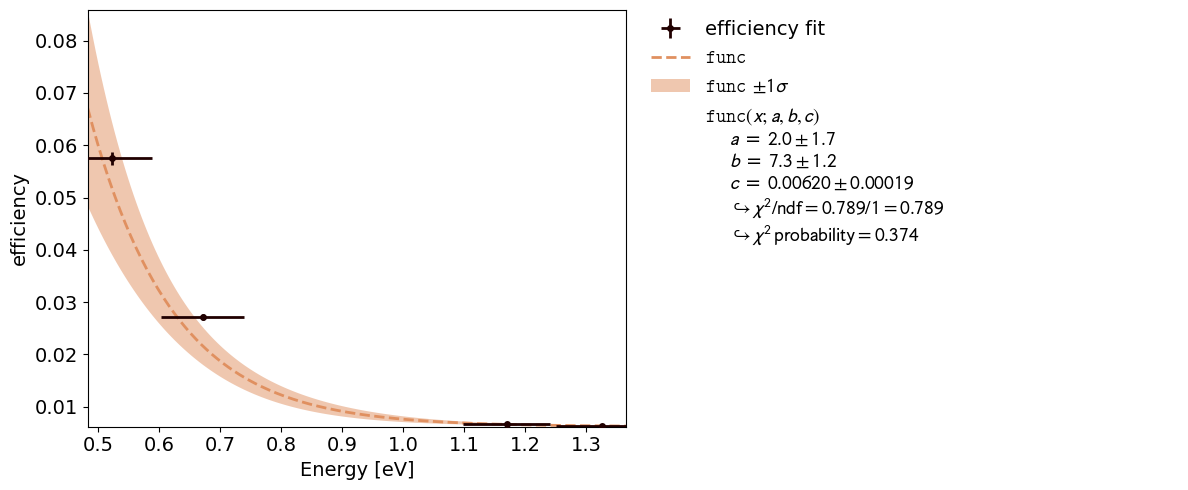 0.08
0.07
0.06
0.05
0.04
0.03
0.02
0.01
efficiency
0.5 0.6 0.7 0.8 0.9 1.0 1.1 1.2 1.3
Energy [eV]
efficiency fit
func
func ±1σ
func(x; a, b, c)
a = 2.0 ± 1.7
b = 7.3 ± 1.2
c = 0.00620 ± 0.00019
↪ χ²/ndf = 0.789/1 = 0.789
↪ χ² probability = 0.374